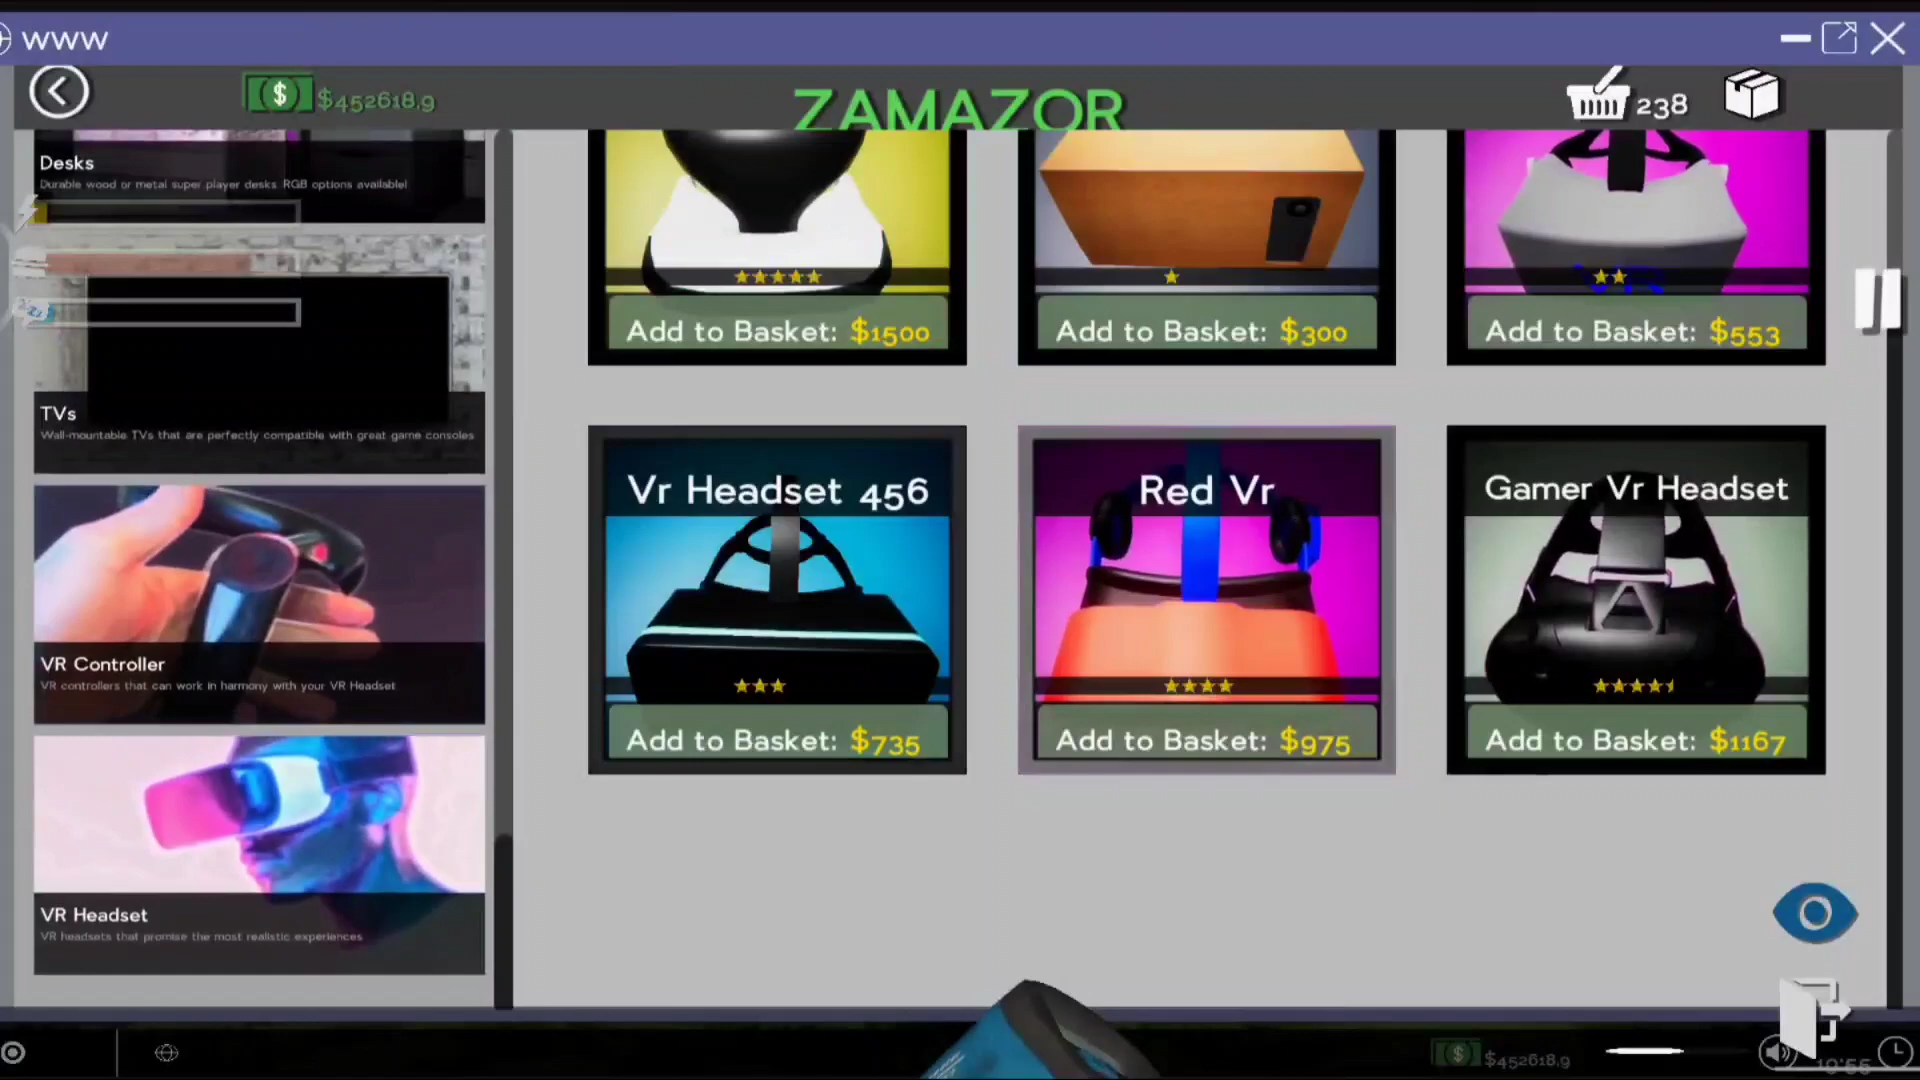 www
$452618.9
ZAMAZOR
238
Desks
Durable wood or metal super player desks. RGB options available!
TVs
Wall-mountable TVs that are perfectly compatible with great game consoles
VR Controller
VR controllers that can work in harmony with your VR Headset
VR Headset
VR headsets that promise the most realistic experiences
Add to Basket: $1500
Add to Basket: $300
Add to Basket: $553
Vr Headset 456
Add to Basket: $735
Red Vr
Add to Basket: $975
Gamer Vr Headset
Add to Basket: $1167
$452618.9